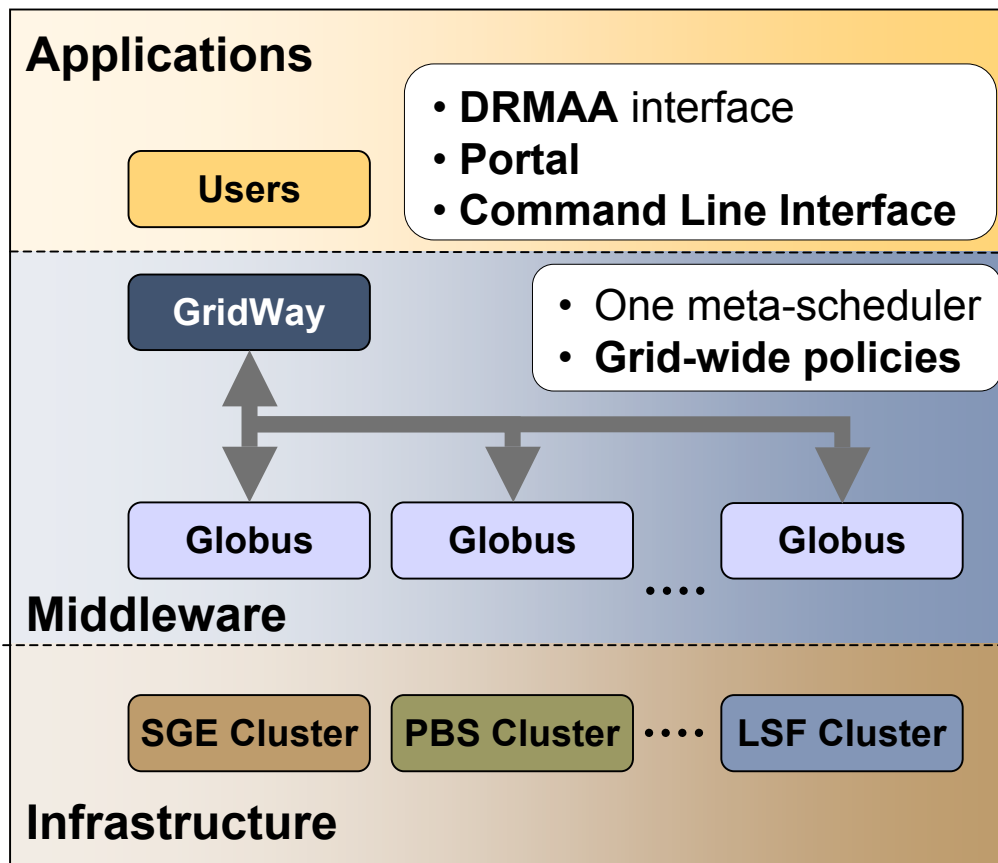 Applications
• DRMAA interface
• Portal
• Command Line Interface
Users
GridWay
• One meta-scheduler
• Grid-wide policies
Globus Globus Globus
....
Middleware
SGE Cluster PBS Cluster .... LSF Cluster
Infrastructure